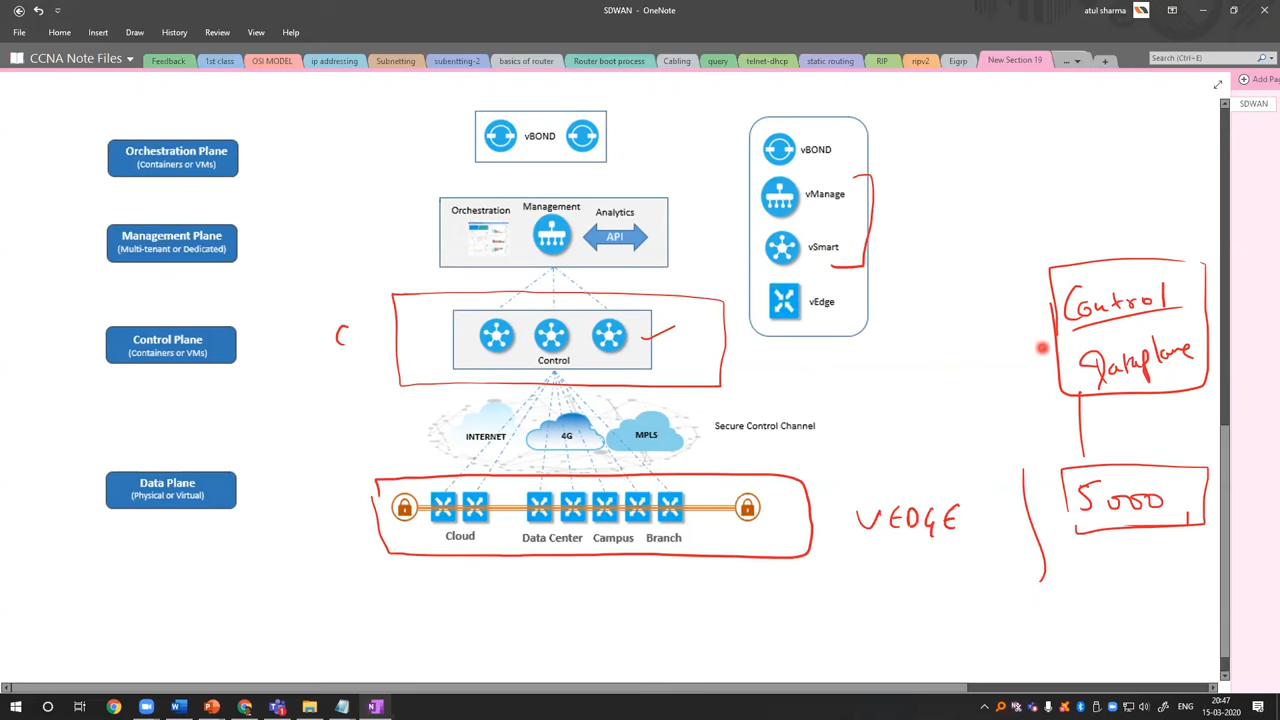 SDWAN - OneNote
atul sharma
File Home Insert Draw History Review View Help
CCNA Note Files
Feedback 1st class OSI MODEL ip addressing Subnetting subentting-2 basics of router Router boot process Cabling query telnet-dhcp static routing RIP ripv2 Eigrp New Section 19 ...
Search (Ctrl+E)
Add Pag
SDWAN
Orchestration Plane
(Containers or VMs)
vBOND
vBOND
vManage
vSmart
vEdge
Management Plane
(Multi-tenant or Dedicated)
Orchestration
Management
Analytics
API
Control Plane
(Containers or VMs)
C
Control
Control
Dataplane
INTERNET
4G
MPLS
Secure Control Channel
Data Plane
(Physical or Virtual)
Cloud
Data Center
Campus
Branch
VEDGE
5000
ENG
20:47
15-03-2020